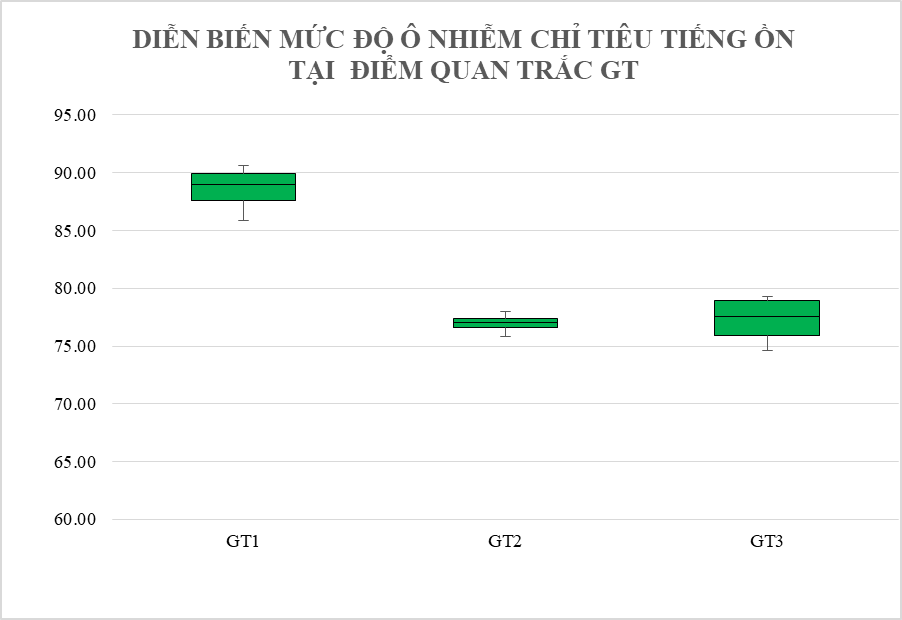 DIỄN BIẾN MỨC ĐỘ Ô NHIỄM CHỈ TIÊU TIẾNG ỒN
TẠI  ĐIỂM QUAN TRẮC GT
95.00
90.00
85.00
80.00
75.00
70.00
65.00
60.00
GT1 GT2 GT3